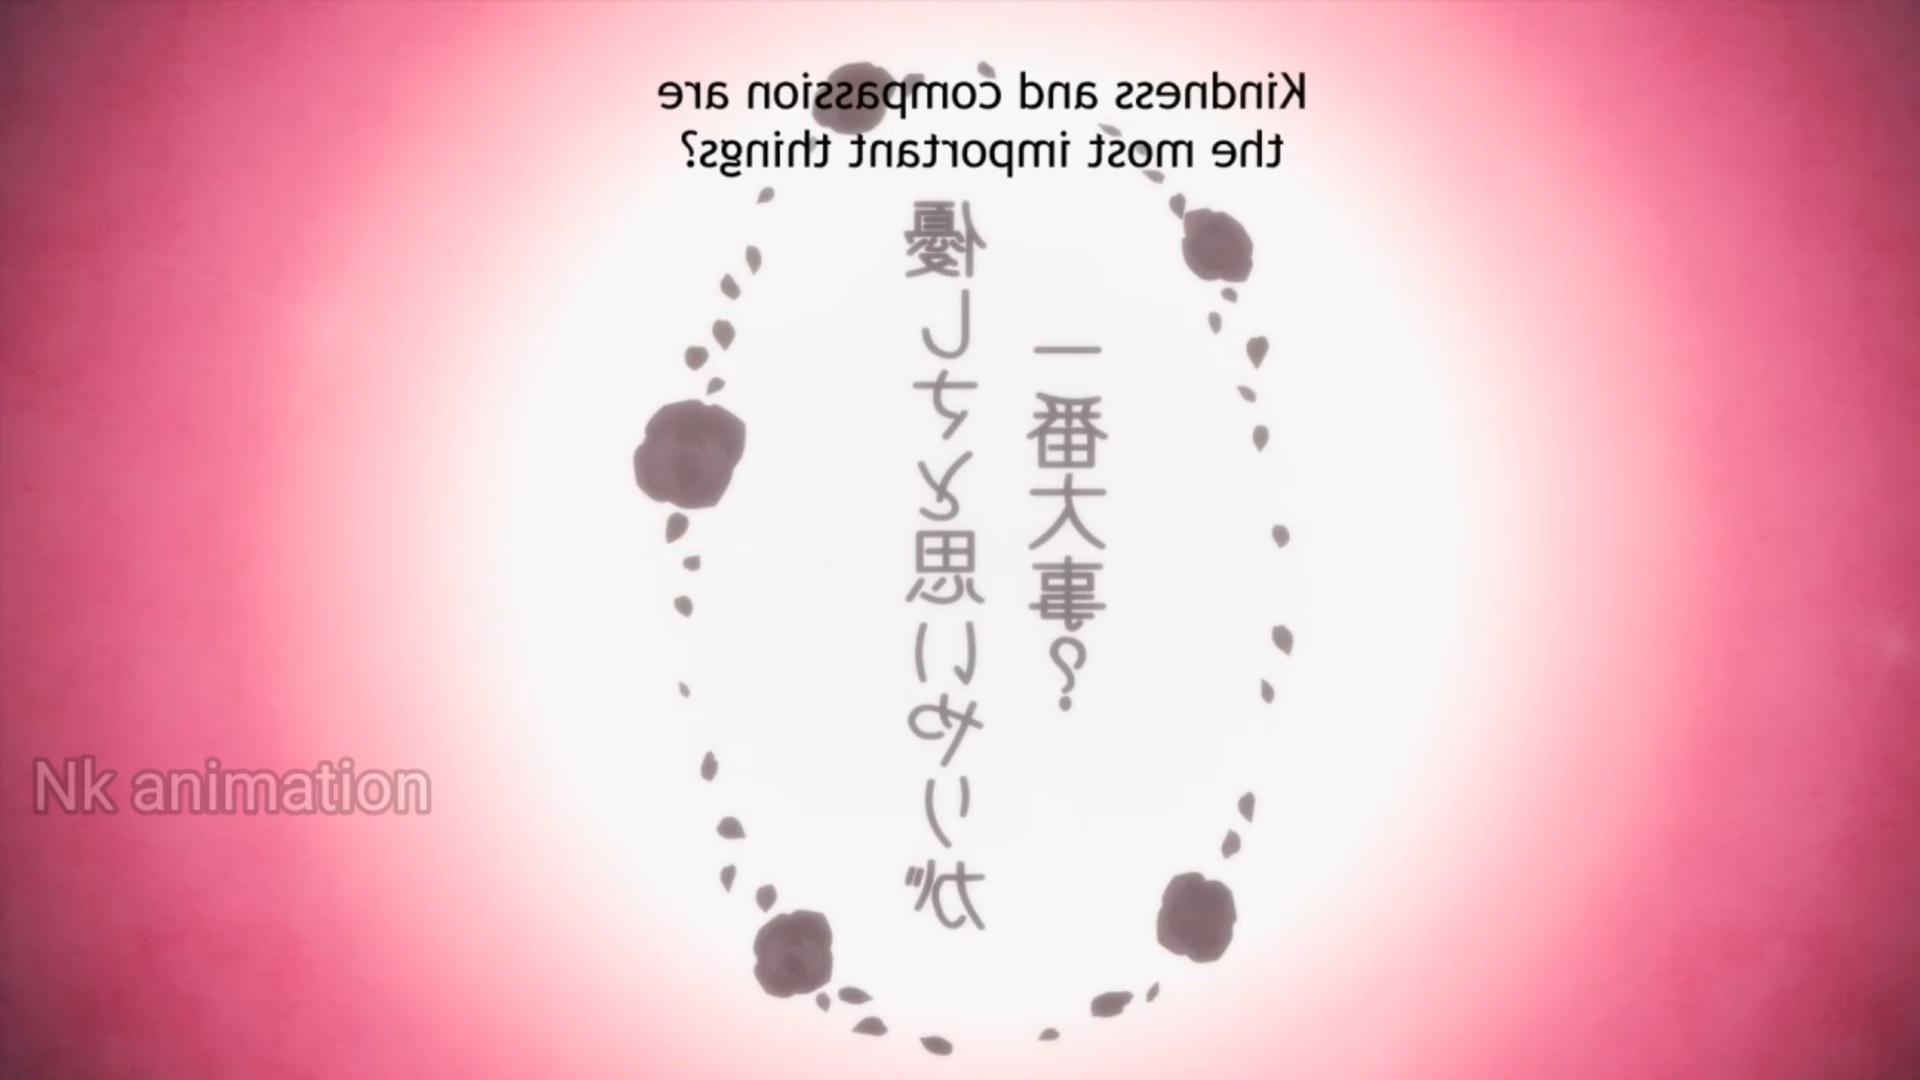 Kindness and compassion are
the most important things?
優しさと思いやりが
一番大事?
Nk animation